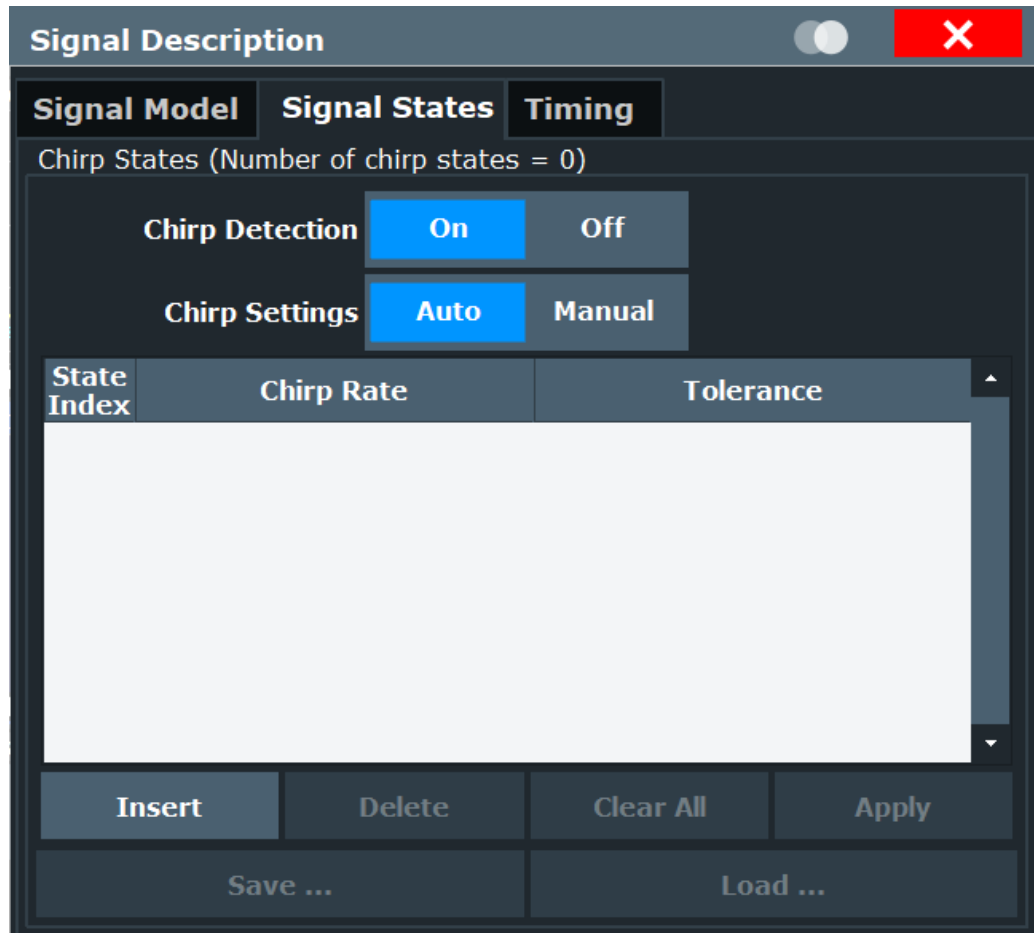 Signal Description
Signal Model Signal States Timing
Chirp States (Number of chirp states = 0)
Chirp Detection On Off
Chirp Settings Auto Manual
State
Index Chirp Rate Tolerance
Insert Delete Clear All Apply
Save ... Load ...